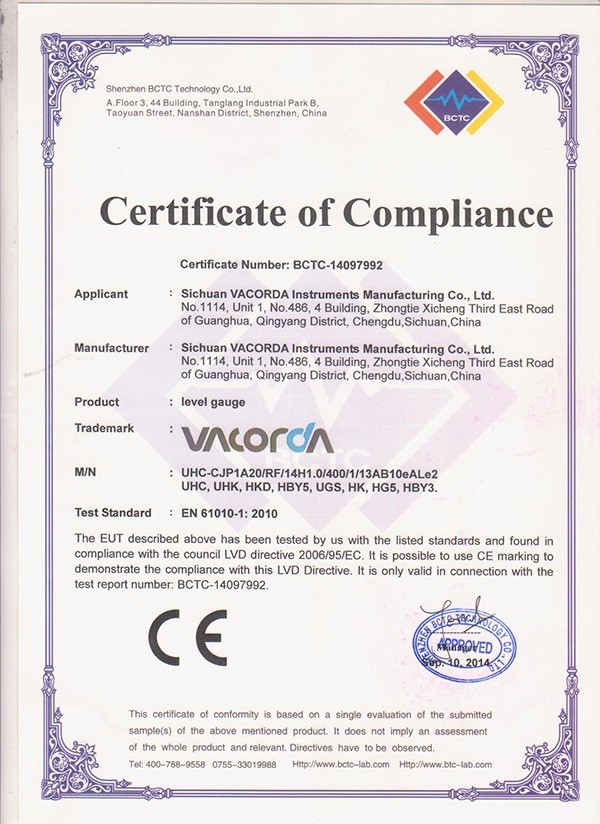 Shenzhen BCTC Technology Co.,Ltd.
A.Floor 3, 44 Building, Tanglang Industrial Park B,
Taoyuan Street, Nanshan District, Shenzhen, China
BCTC
Certificate of Compliance
Certificate Number: BCTC-14097992
Applicant : Sichuan VACORDA Instruments Manufacturing Co., Ltd.
No.1114, Unit 1, No.486, 4 Building, Zhongtie Xicheng Third East Road
of Guanghua, Qingyang District, Chengdu,Sichuan,China
Manufacturer : Sichuan VACORDA Instruments Manufacturing Co., Ltd.
No.1114, Unit 1, No.486, 4 Building, Zhongtie Xicheng Third East Road
of Guanghua, Qingyang District, Chengdu,Sichuan,China
Product : level gauge
Trademark : vacorda
BCTC
M/N : UHC-CJP1A20/RF/14H1.0/400/1/13AB10eALe2
UHC, UHK, HKD, HBY5, UGS, HK, HG5, HBY3.
Test Standard : EN 61010-1: 2010
The EUT described above has been tested by us with the listed standards and found in
compliance with the council LVD directive 2006/95/EC. It is possible to use CE marking to
demonstrate the compliance with this LVD Directive. It is only valid in connection with the
test report number: BCTC-14097992.
CE
SHENZHEN BCTC TECHNOLOGY CO.,LTD
APPROVED
Manager
Sep. 10, 2014
This certificate of conformity is based on a single evaluation of the submitted
sample(s) of the above mentioned product. It does not imply an assessment
of the whole product and relevant. Directives have to be observed.
Tel: 400-788-9558 0755-33019988 Http://www.bctc-lab.com Http://www.btc-lab.com